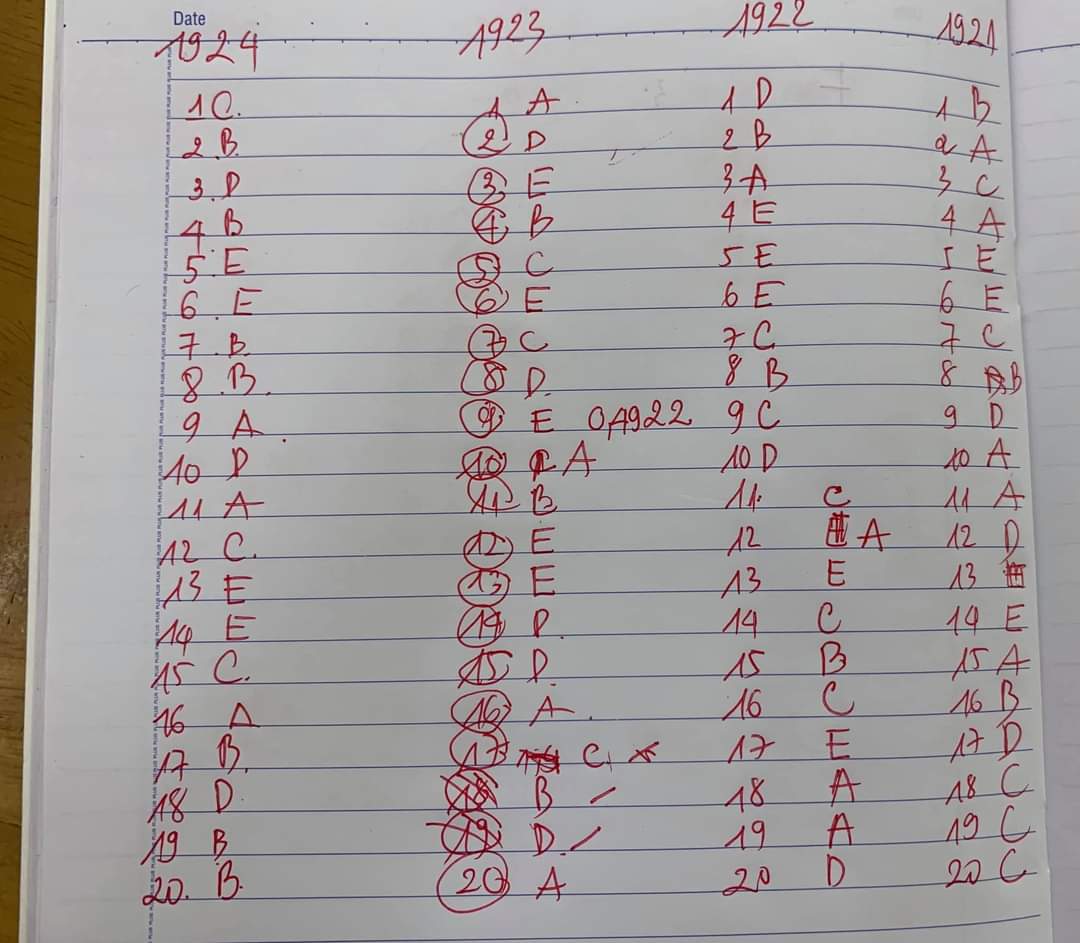 Date
1924 1923 1922 1921
1 C. 1 A 1 D 1 B
2. B. 2 D 2 B 2 A
3. D 3 E 3 A 3 C
4. B 4 B 4 E 4 A
5. E 5 C 5 E 5 E
6. E 6 E 6 E 6 E
7. B. 7 C 7 C 7 C
8. B. 8 D. 8 B 8 B
9 A. 9 E 0,1922 9 C 9 D
10 D 10 A 10 D 10 A
11 A 11 B 11. C 11 A
12 C. 12 E 12 A 12 D
13 E 13 E 13 E 13
14 E 14 D. 14 C 14 E
15 C. 15 D. 15 B 15 A
16 A 16 A. 16 C 16 B
17 B. 17 C, × 17 E 17 D
18 D 18 B / 18 A 18 C
19 B 19 D. / 19 A 19 C
20. B. 20 A 20 D 20 C